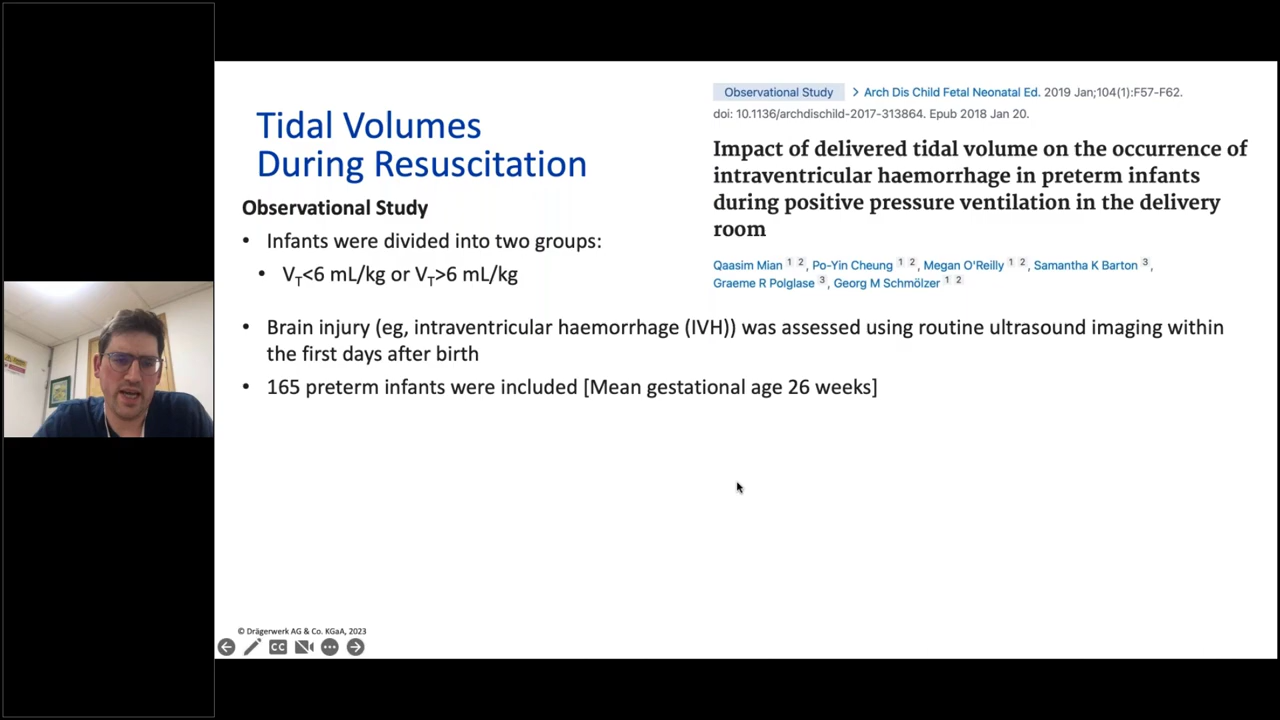 Tidal Volumes
During Resuscitation
Observational Study
• Infants were divided into two groups:
• VT<6 mL/kg or VT>6 mL/kg
Observational Study > Arch Dis Child Fetal Neonatal Ed. 2019 Jan;104(1):F57-F62.
doi: 10.1136/archdischild-2017-313864. Epub 2018 Jan 20.
Impact of delivered tidal volume on the occurrence of
intraventricular haemorrhage in preterm infants
during positive pressure ventilation in the delivery
room
Qaasim Mian 1 2, Po-Yin Cheung 1 2, Megan O'Reilly 1 2, Samantha K Barton 3,
Graeme R Polglase 3, Georg M Schmölzer 1 2
• Brain injury (eg, intraventricular haemorrhage (IVH)) was assessed using routine ultrasound imaging within
the first days after birth
• 165 preterm infants were included [Mean gestational age 26 weeks]
© Drägerwerk AG & Co. KGaA, 2023
CC